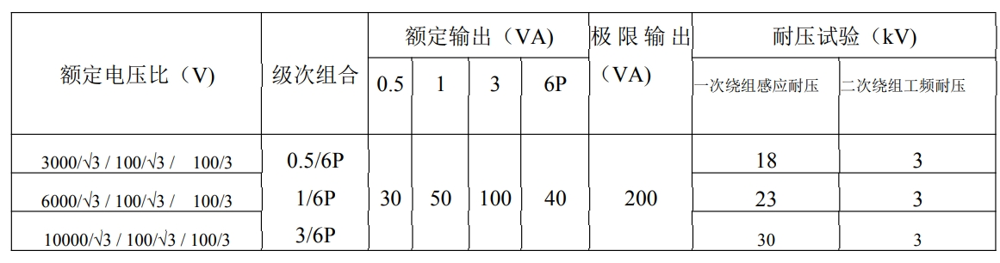 额定电压比（V) 级次组合 额定输出（VA) 极限输出（VA) 耐压试验（kV)
0.5 1 3 6P 一次绕组感应耐压 二次绕组工频耐压
3000/√3 / 100/√3 / 100/3 0.5/6P 18 3
6000/√3 / 100/√3 / 100/3 1/6P 30 50 100 40 200 23 3
10000/√3 / 100/√3 / 100/3 3/6P 30 3